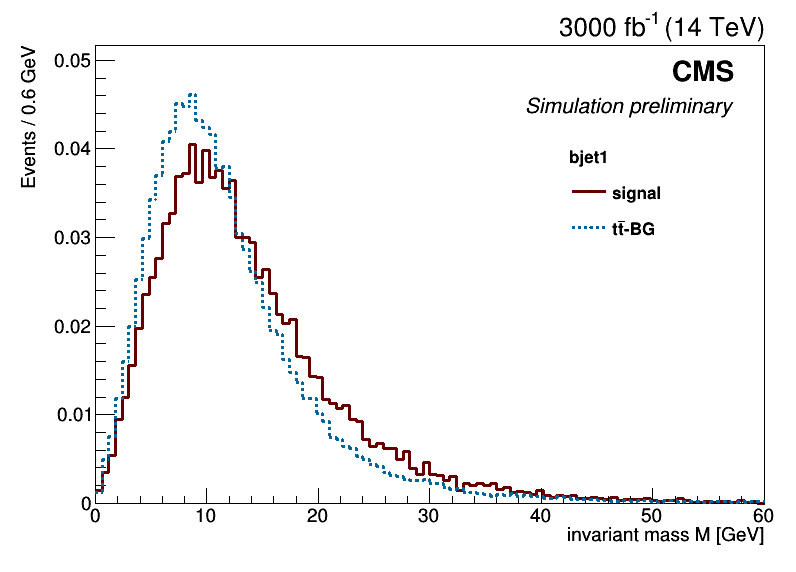 3000 fb⁻¹ (14 TeV)
CMS
Simulation preliminary
bjet1
signal
tt̄-BG
Events / 0.6 GeV
0.05
0.04
0.03
0.02
0.01
0
0 10 20 30 40 50 60
invariant mass M [GeV]